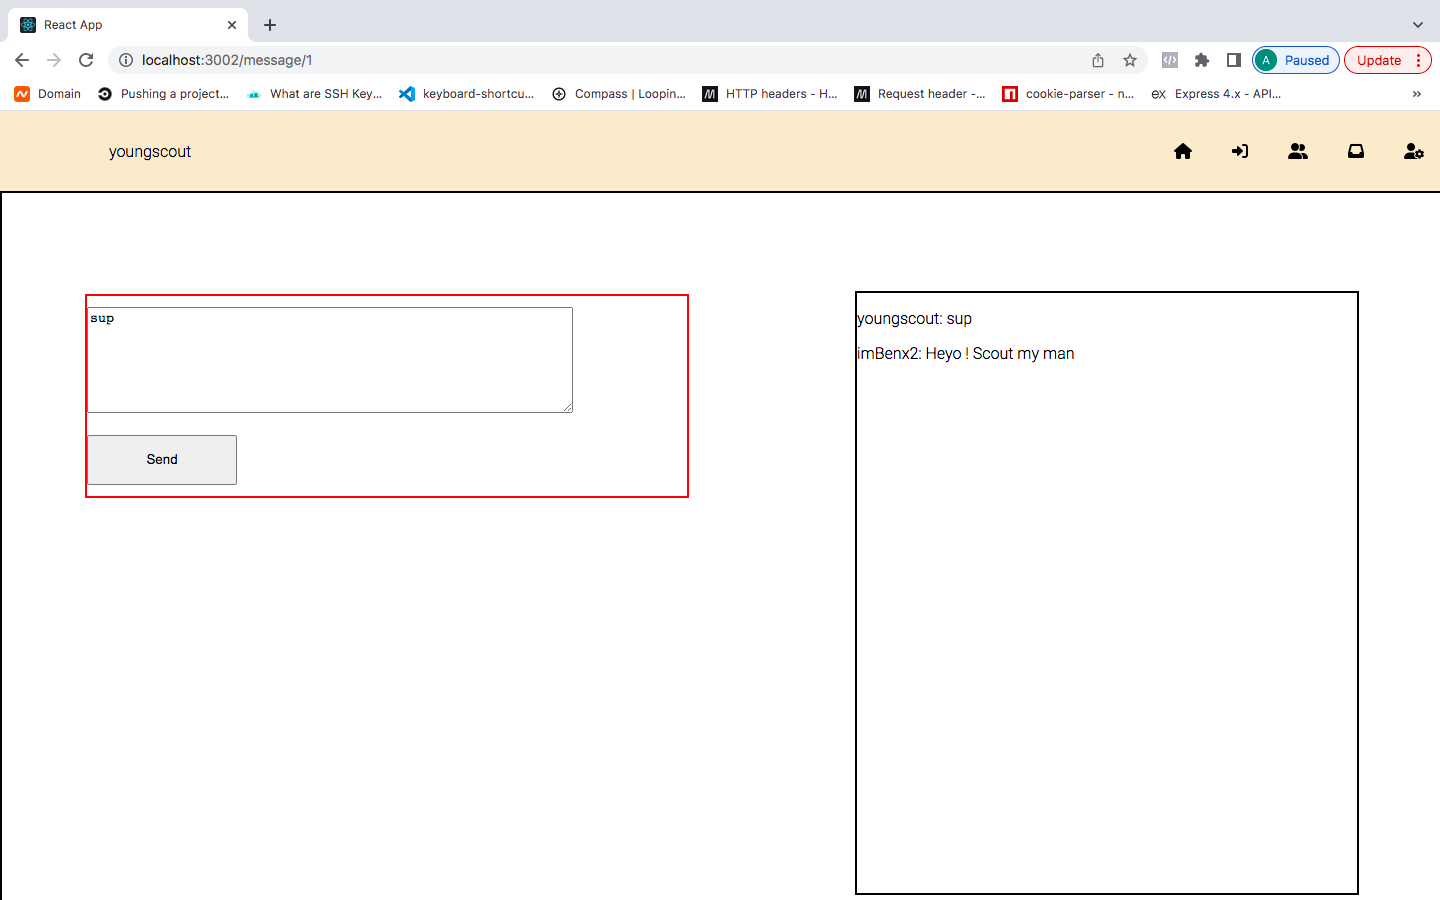 React App
localhost:3002/message/1
A Paused
Update
Domain
Pushing a project...
What are SSH Key...
keyboard-shortcu...
Compass | Loopin...
HTTP headers - H...
Request header -...
cookie-parser - n...
ex Express 4.x - API...
youngscout
sup
Send
youngscout: sup
imBenx2: Heyo ! Scout my man